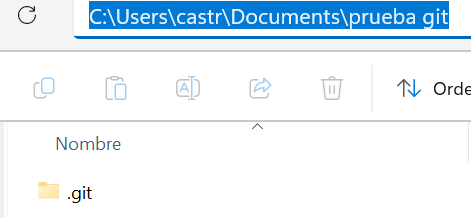 C:\Users\castr\Documents\prueba git
Orde
Nombre
.git